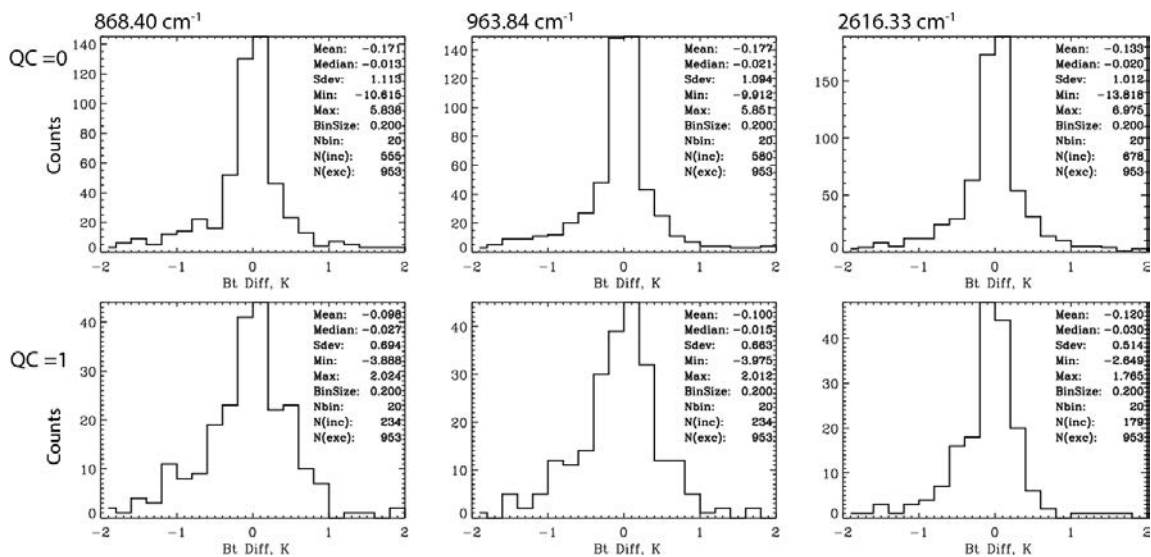 868.40 cm⁻¹
963.84 cm⁻¹
2616.33 cm⁻¹
QC =0
Counts
140
120
100
80
60
40
20
0
Mean: −0.171
Median: −0.013
Sdev: 1.113
Min: −10.615
Max: 5.838
BinSize: 0.200
Nbin: 20
N(inc): 555
N(exc): 953
−2 −1 0 1 2
Bt Diff, K
140
120
100
80
60
40
20
0
Mean: −0.177
Median: −0.021
Sdev: 1.094
Min: −9.912
Max: 5.851
BinSize: 0.200
Nbin: 20
N(inc): 580
N(exc): 953
−2 −1 0 1 2
Bt Diff, K
150
100
50
0
Mean: −0.133
Median: −0.020
Sdev: 1.012
Min: −13.818
Max: 6.975
BinSize: 0.200
Nbin: 20
N(inc): 678
N(exc): 953
−2 −1 0 1 2
Bt Diff, K
QC =1
Counts
40
30
20
10
0
Mean: −0.098
Median: −0.027
Sdev: 0.694
Min: −3.888
Max: 2.024
BinSize: 0.200
Nbin: 20
N(inc): 234
N(exc): 953
−2 −1 0 1 2
Bt Diff, K
40
30
20
10
0
Mean: −0.100
Median: −0.015
Sdev: 0.663
Min: −3.975
Max: 2.012
BinSize: 0.200
Nbin: 20
N(inc): 234
N(exc): 953
−2 −1 0 1 2
Bt Diff, K
40
30
20
10
0
Mean: −0.120
Median: −0.030
Sdev: 0.514
Min: −2.649
Max: 1.765
BinSize: 0.200
Nbin: 20
N(inc): 179
N(exc): 953
−2 −1 0 1 2
Bt Diff, K